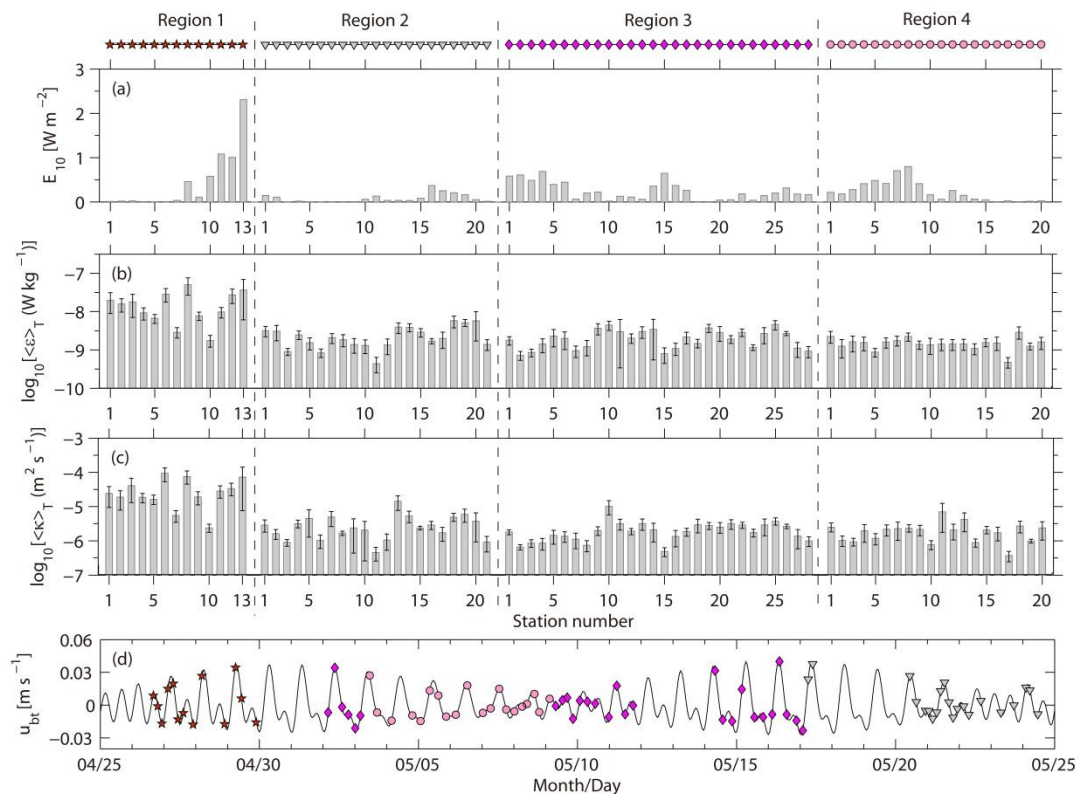 Region 1 Region 2 Region 3 Region 4
(a)
E₁₀ [W m⁻²]
3
2
1
0
1 5 10 13 1 5 10 15 20 1 5 10 15 20 25 1 5 10 15 20
(b)
log₁₀[<ε>_T (W kg⁻¹)]
−7
−8
−9
−10
1 5 10 13 1 5 10 15 20 1 5 10 15 20 25 1 5 10 15 20
(c)
log₁₀[<κ>_T (m² s⁻¹)]
−3
−4
−5
−6
−7
1 5 10 13 1 5 10 15 20 1 5 10 15 20 25 1 5 10 15 20
Station number
(d)
u_bt [m s⁻¹]
0.06
0.03
0
−0.03
04/25 04/30 05/05 05/10 05/15 05/20 05/25
Month/Day